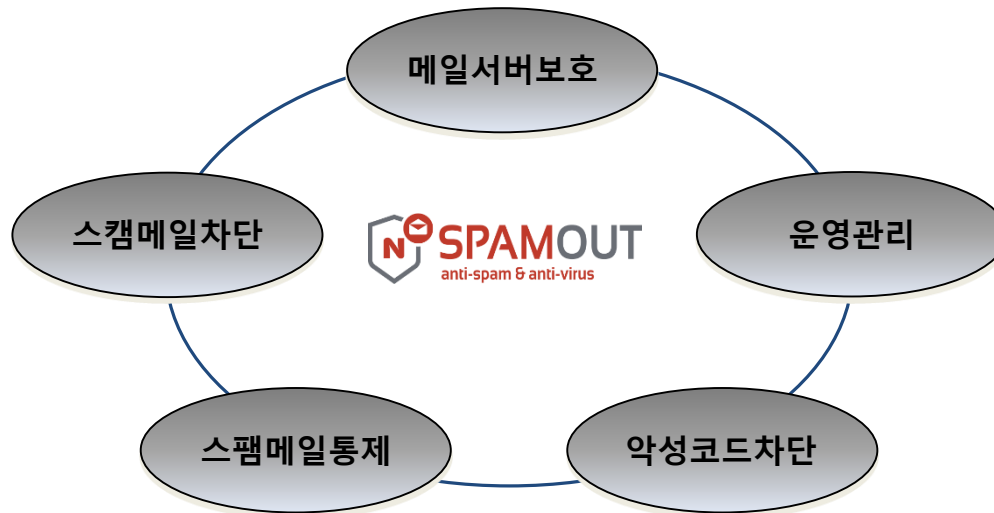 메일서버보호
스캠메일차단
운영관리
N
SPAMOUT
anti-spam & anti-virus
스팸메일통제
악성코드차단